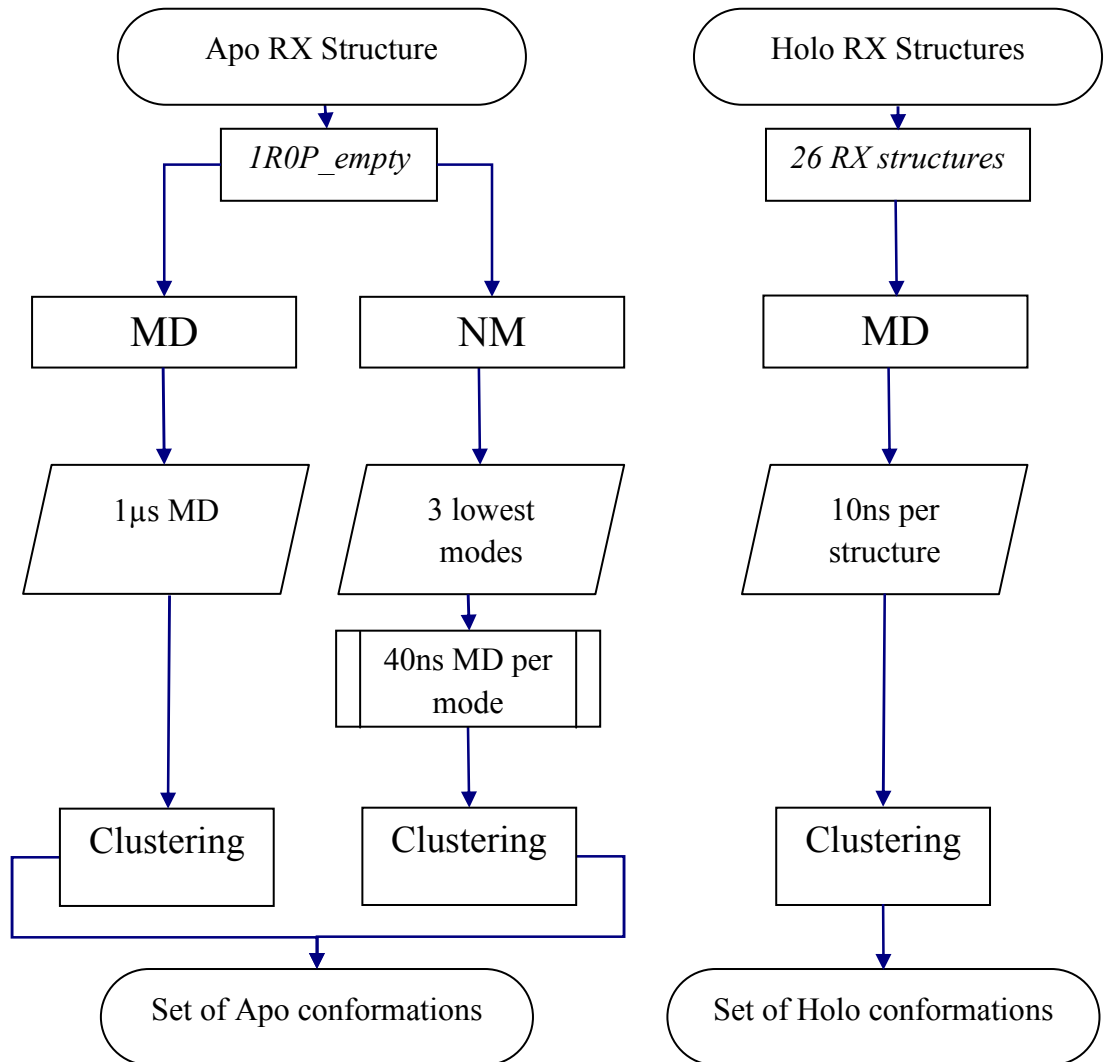 Apo RX Structure
Holo RX Structures
1R0P_empty
26 RX structures
MD
NM
MD
1µs MD
3 lowest
modes
10ns per
structure
40ns MD per
mode
Clustering
Clustering
Clustering
Set of Apo conformations
Set of Holo conformations